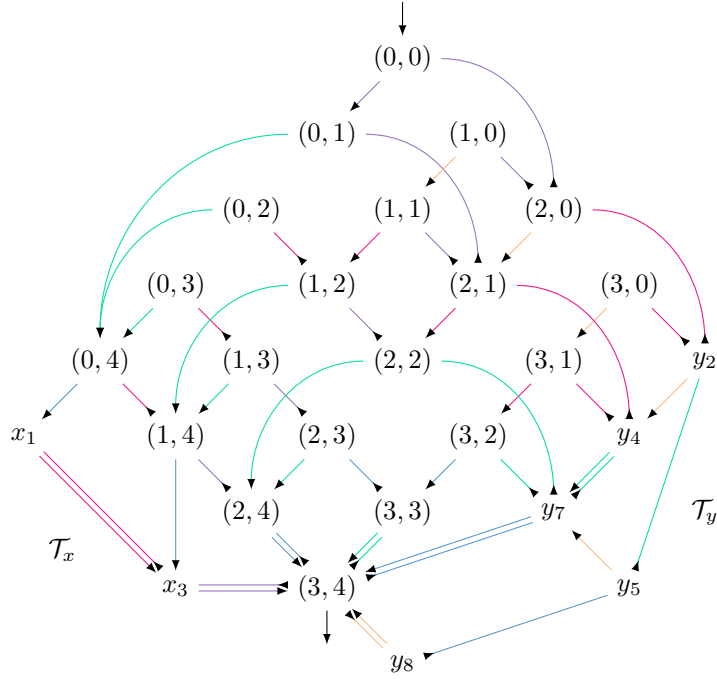 (0, 0)
(0, 1) (1, 0)
(0, 2) (1, 1) (2, 0)
(0, 3) (1, 2) (2, 1) (3, 0)
(0, 4) (1, 3) (2, 2) (3, 1) y₂
x₁ (1, 4) (2, 3) (3, 2) y₄
(2, 4) (3, 3) y₇ 𝒯_y
𝒯_x
x₃ (3, 4) y₅
y₈